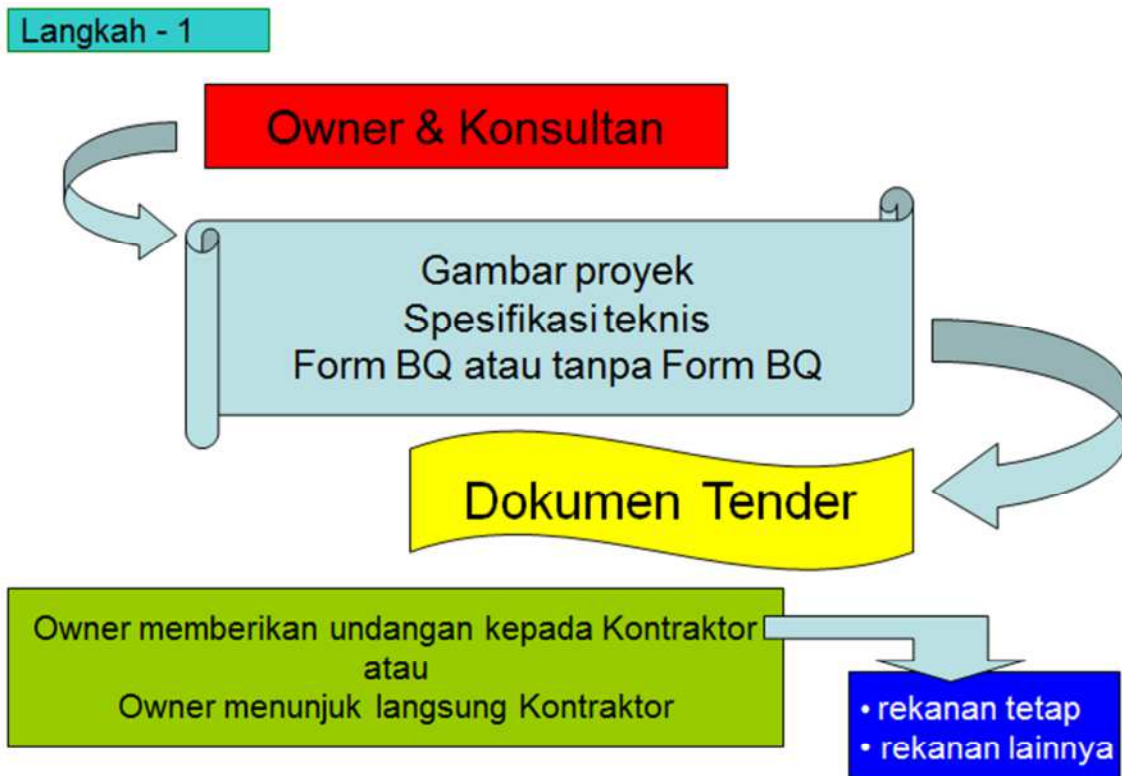 Langkah - 1
Owner & Konsultan
Gambar proyek
Spesifikasi teknis
Form BQ atau tanpa Form BQ
Dokumen Tender
Owner memberikan undangan kepada Kontraktor
atau
Owner menunjuk langsung Kontraktor
• rekanan tetap
• rekanan lainnya